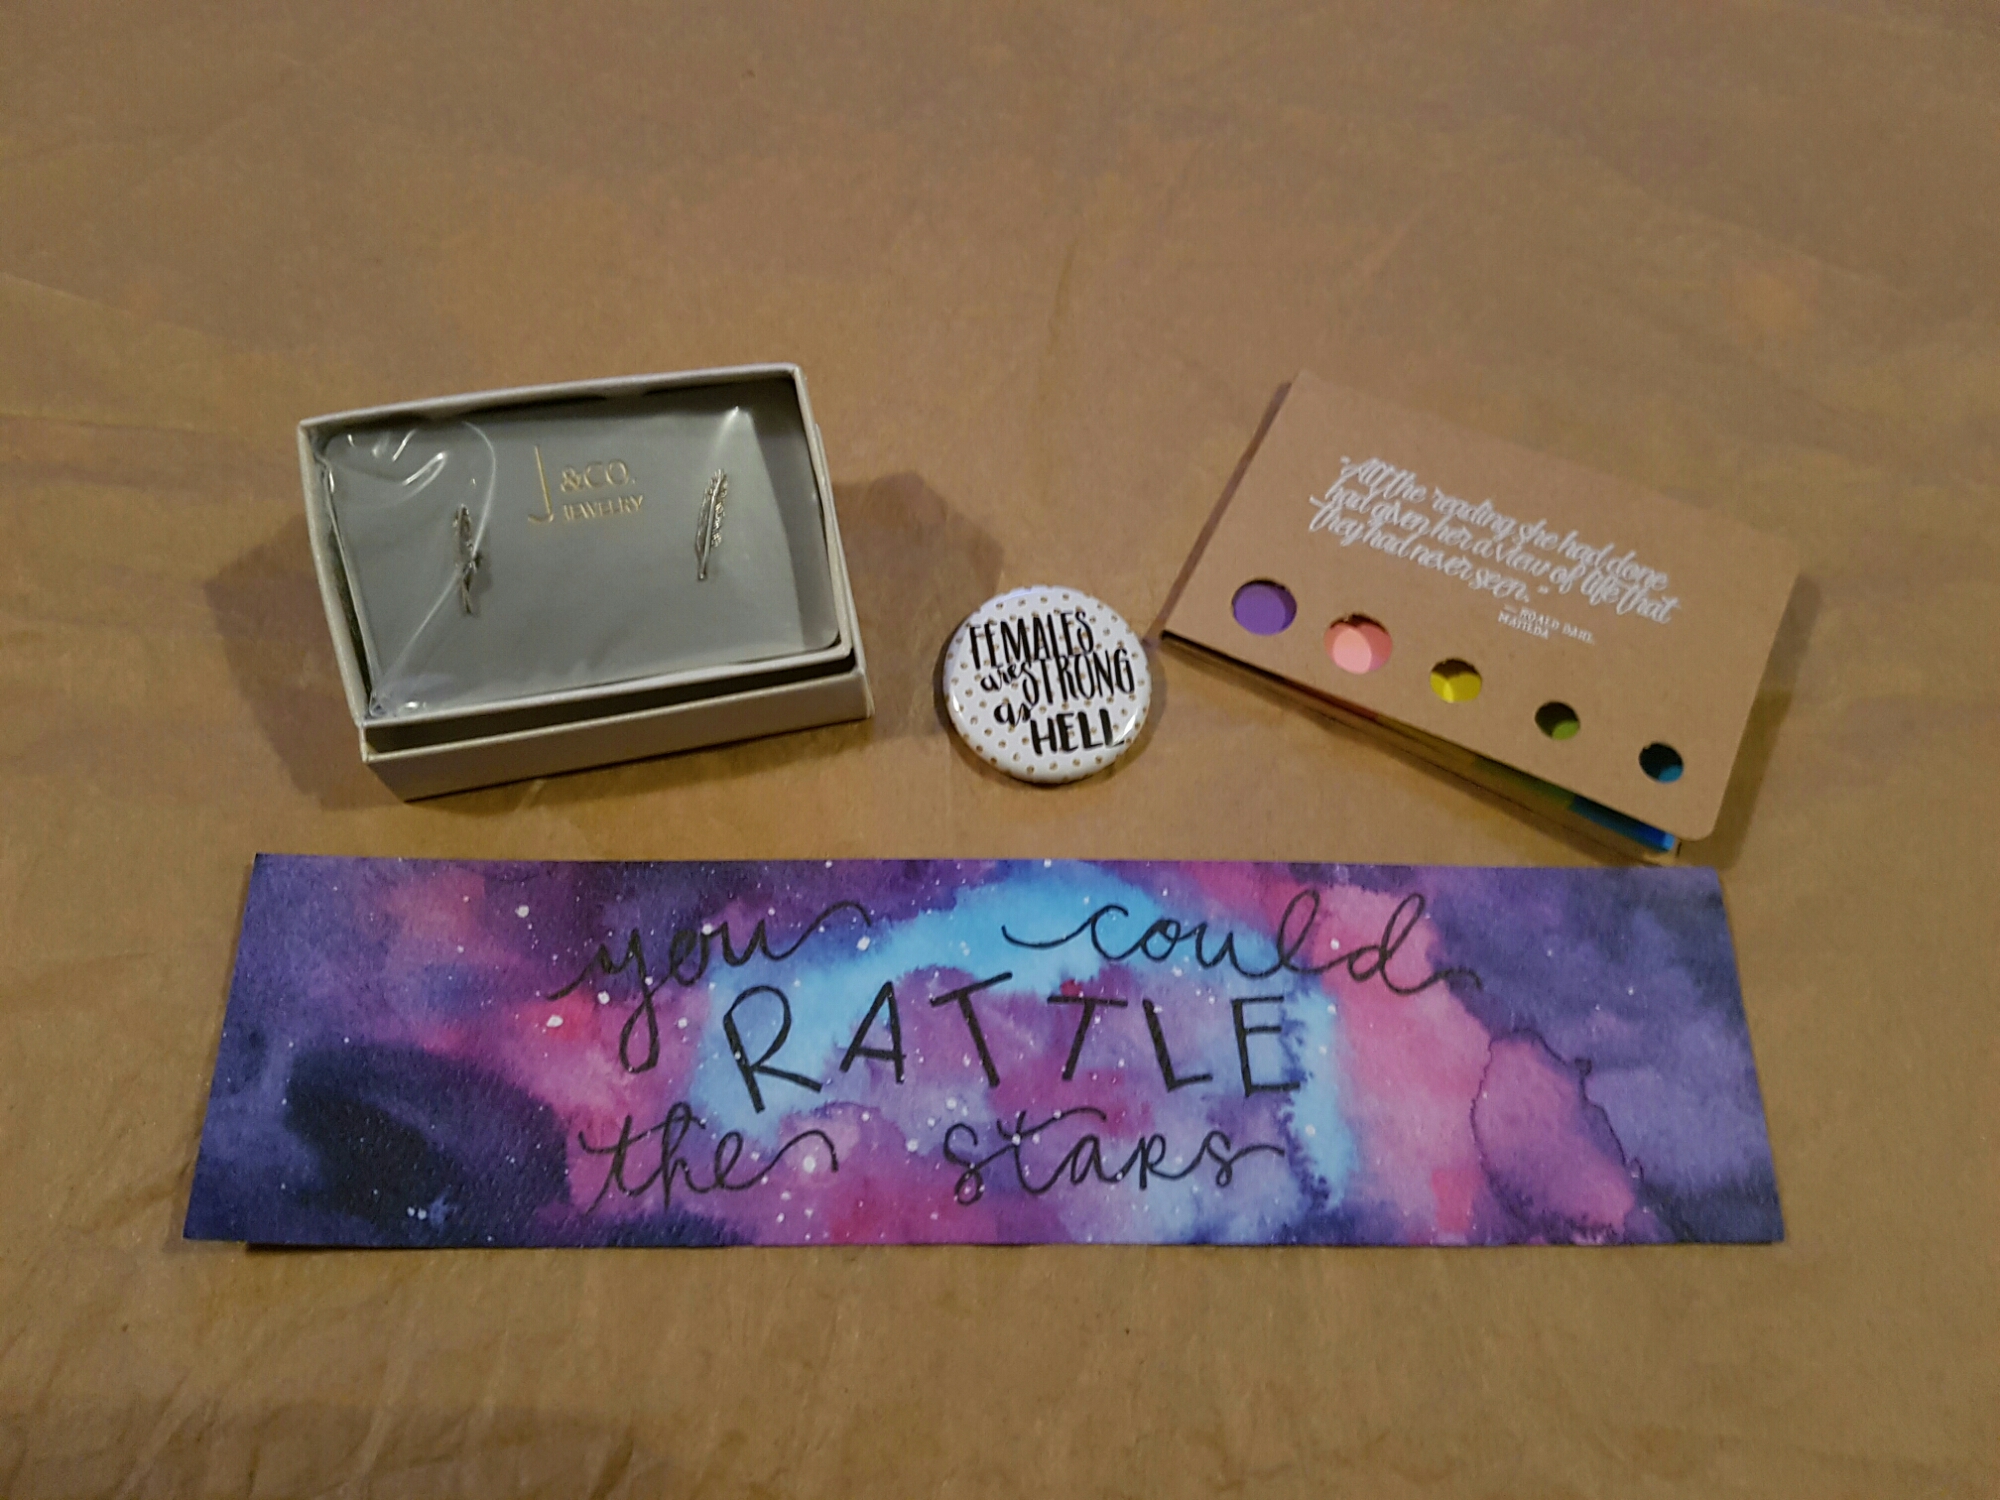 J &CO.
JEWELRY
FEMALES
are STRONG
as
HELL
"All the reading she had done
had given her a view of life that
they had never seen."
— ROALD DAHL
MATILDA
you could
RATTLE
the stars